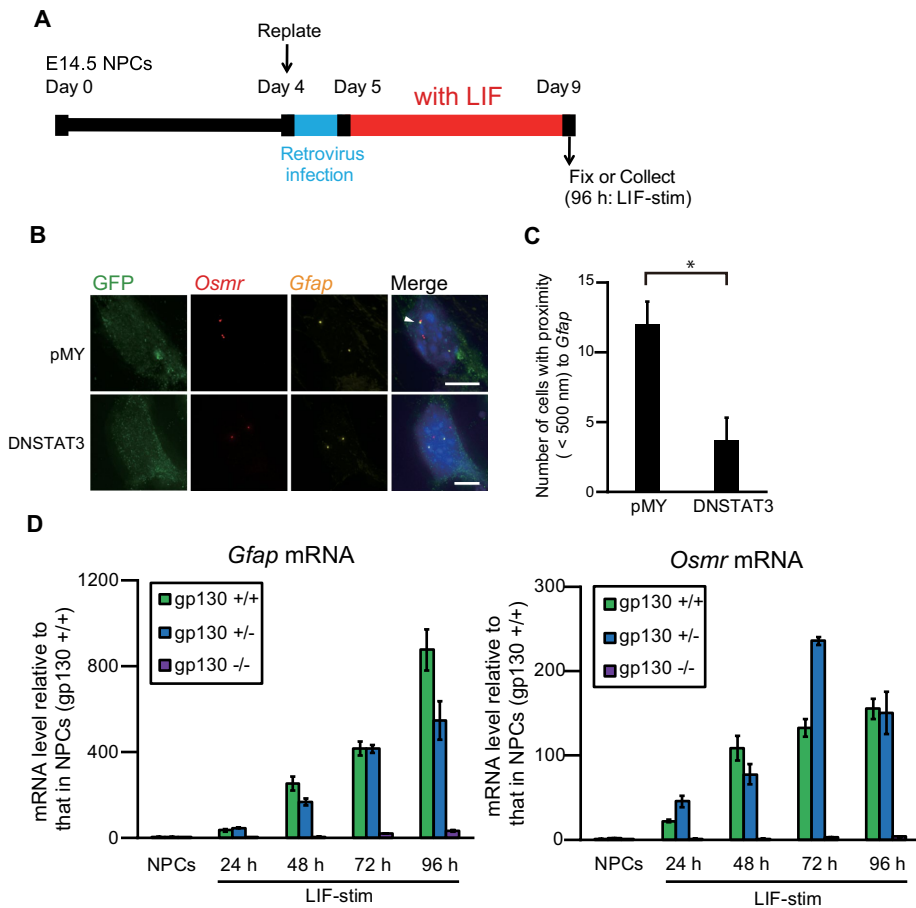 A
Replate
E14.5 NPCs
Day 0
Day 4
Day 5
with LIF
Day 9
Retrovirus
infection
Fix or Collect
(96 h: LIF-stim)
B
GFP
Osmr
Gfap
Merge
pMY
DNSTAT3
C
*
Number of cells with proximity
( < 500 nm) to Gfap
15
10
5
0
pMY
DNSTAT3
D
Gfap mRNA
mRNA level relative to
that in NPCs (gp130 +/+)
1200
800
400
0
gp130 +/+
gp130 +/-
gp130 -/-
NPCs
24 h
48 h
72 h
96 h
LIF-stim
Osmr mRNA
mRNA level relative to
that in NPCs (gp130 +/+)
300
200
100
0
gp130 +/+
gp130 +/-
gp130 -/-
NPCs
24 h
48 h
72 h
96 h
LIF-stim